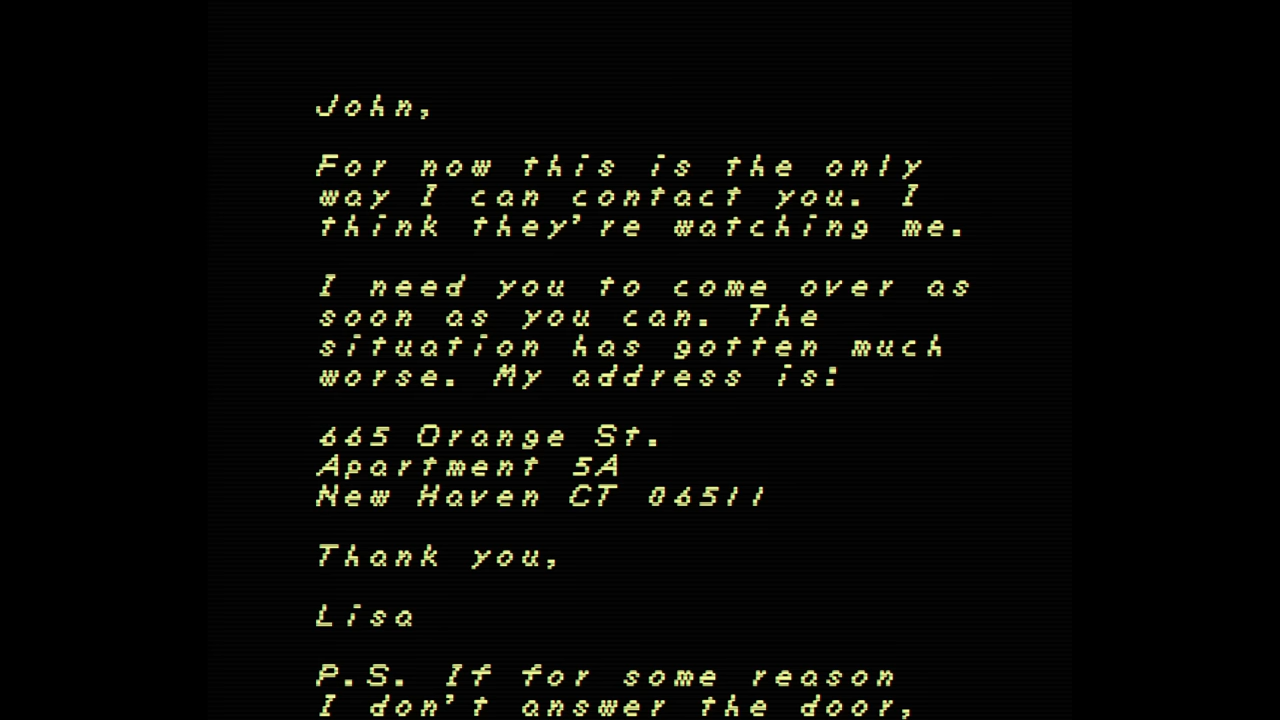 John,
For now this is the only
way I can contact you. I
think they're watching me.
I need you to come over as
soon as you can. The
situation has gotten much
worse. My address is:
665 Orange St.
Apartment 5A
New Haven CT 06511
Thank you,
Lisa
P.S. If for some reason
I don't answer the door,